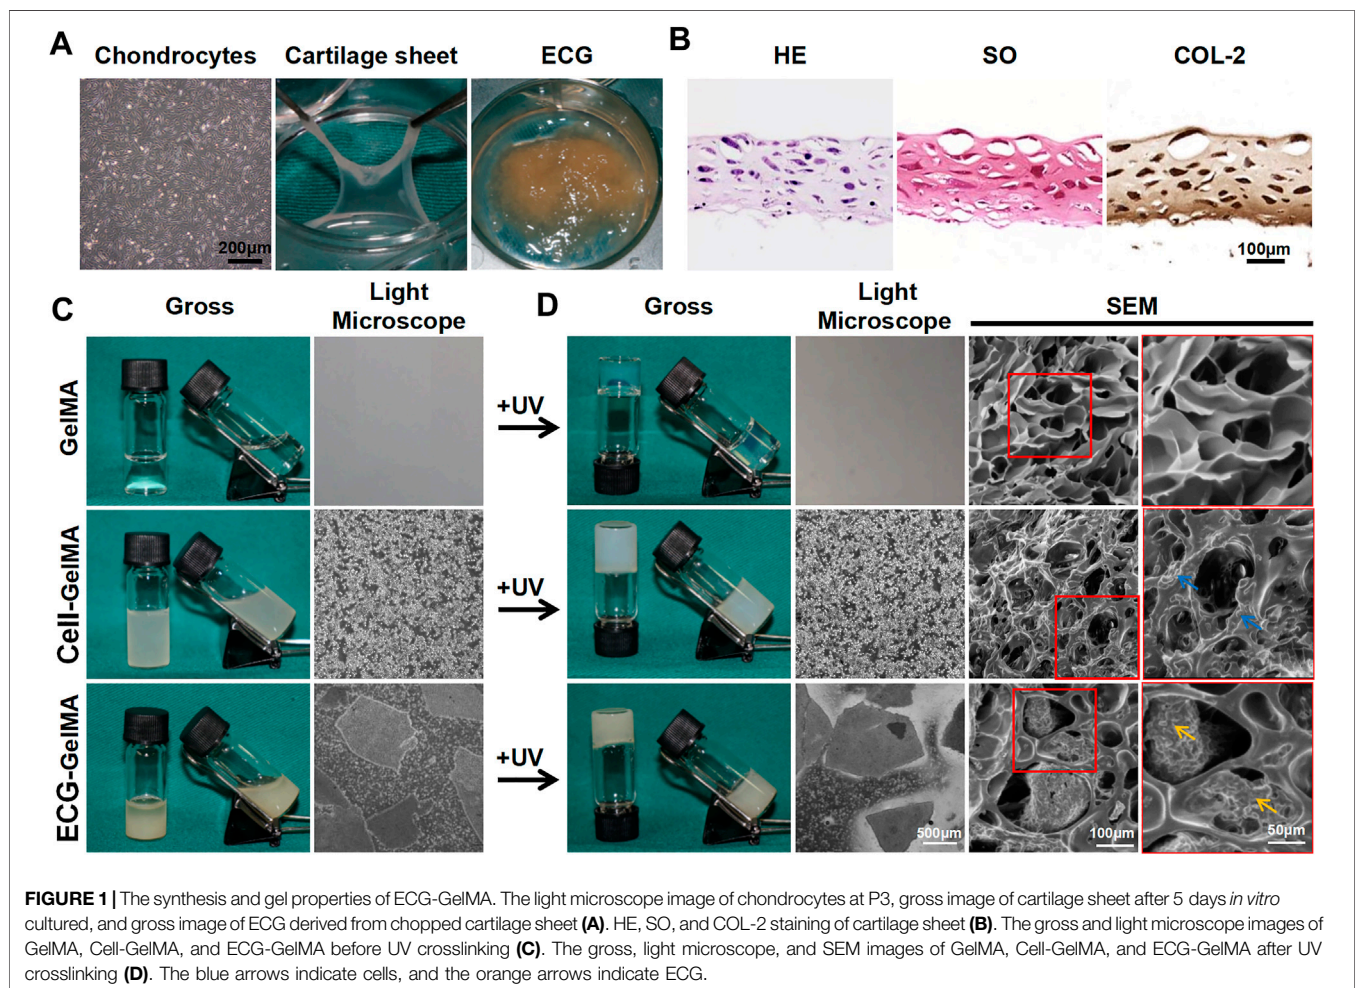 A
Chondrocytes
Cartilage sheet
ECG
200µm
B
HE
SO
COL-2
100µm
C
Gross
Light
Microscope
D
Gross
Light
Microscope
SEM
GelMA
+UV
Cell-GelMA
+UV
ECG-GelMA
+UV
500µm
100µm
50µm
FIGURE 1 | The synthesis and gel properties of ECG-GelMA. The light microscope image of chondrocytes at P3, gross image of cartilage sheet after 5 days in vitro
cultured, and gross image of ECG derived from chopped cartilage sheet (A). HE, SO, and COL-2 staining of cartilage sheet (B). The gross and light microscope images of
GelMA, Cell-GelMA, and ECG-GelMA before UV crosslinking (C). The gross, light microscope, and SEM images of GelMA, Cell-GelMA, and ECG-GelMA after UV
crosslinking (D). The blue arrows indicate cells, and the orange arrows indicate ECG.